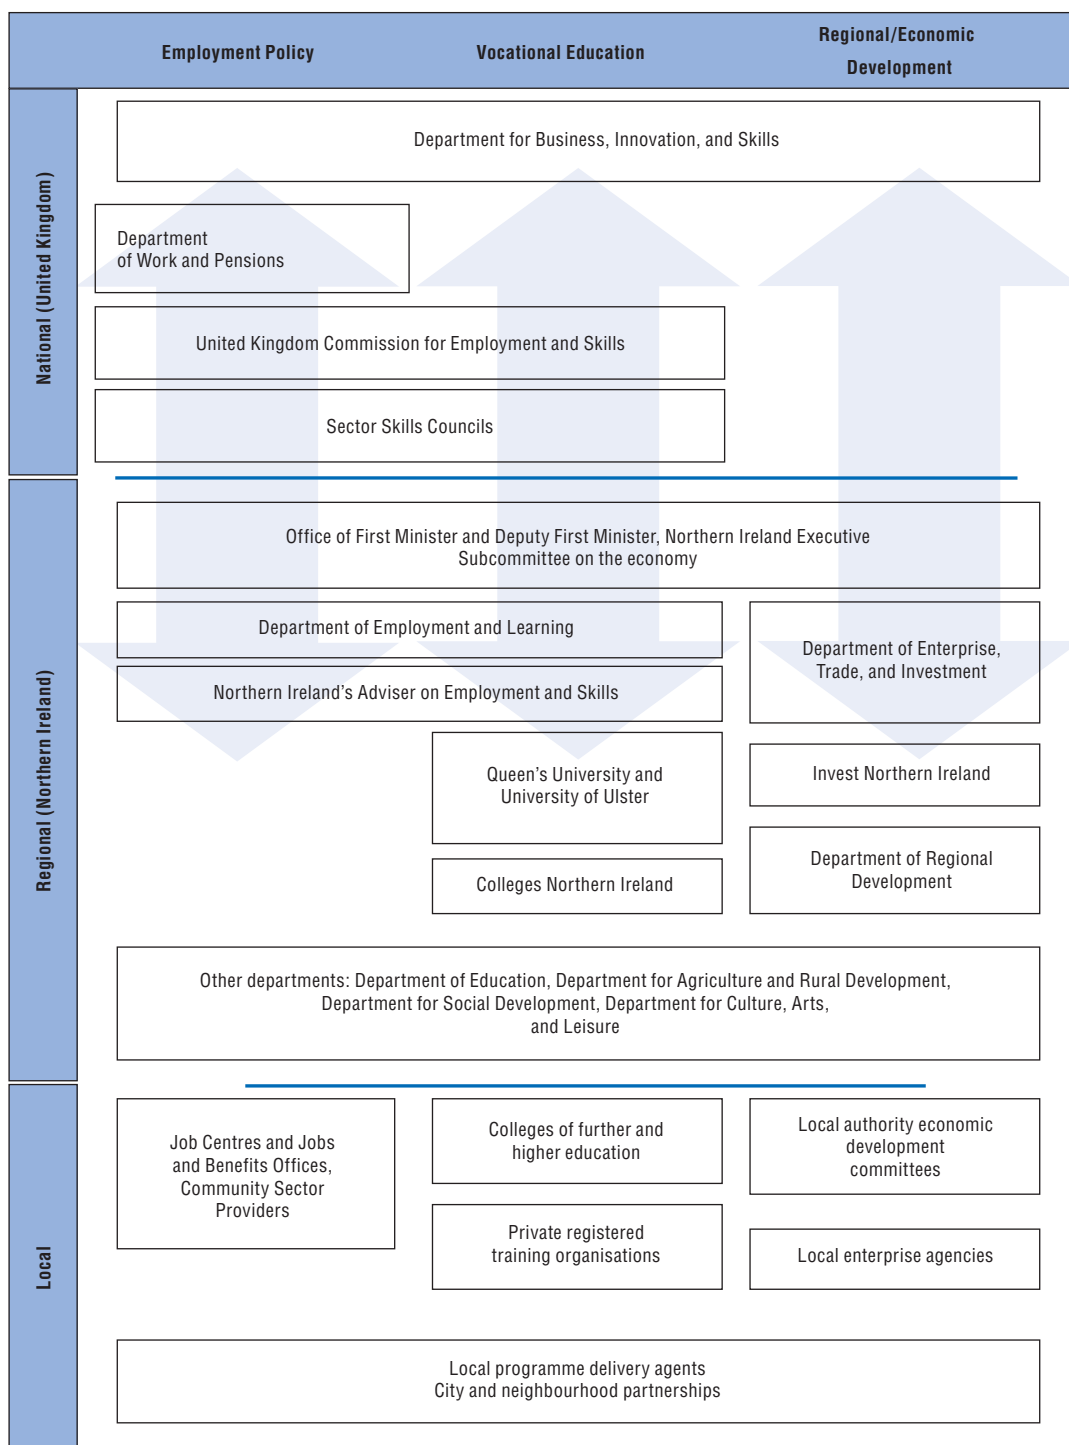 Employment Policy
Vocational Education
Regional/Economic
Development
National (United Kingdom)
Department for Business, Innovation, and Skills
Department
of Work and Pensions
United Kingdom Commission for Employment and Skills
Sector Skills Councils
Regional (Northern Ireland)
Office of First Minister and Deputy First Minister, Northern Ireland Executive
Subcommittee on the economy
Department of Employment and Learning
Northern Ireland’s Adviser on Employment and Skills
Department of Enterprise,
Trade, and Investment
Queen’s University and
University of Ulster
Invest Northern Ireland
Colleges Northern Ireland
Department of Regional
Development
Other departments: Department of Education, Department for Agriculture and Rural Development,
Department for Social Development, Department for Culture, Arts,
and Leisure
Local
Job Centres and Jobs
and Benefits Offices,
Community Sector
Providers
Colleges of further and
higher education
Local authority economic
development
committees
Private registered
training organisations
Local enterprise agencies
Local programme delivery agents
City and neighbourhood partnerships